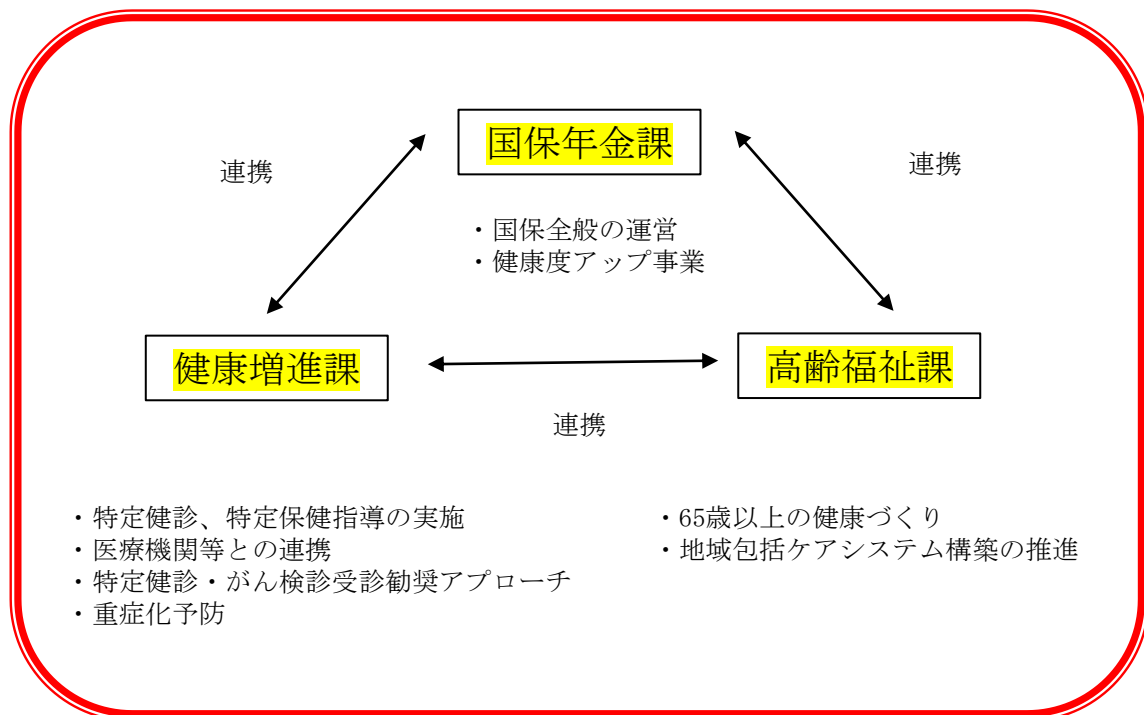 国保年金課
連携
連携
・国保全般の運営
・健康度アップ事業
健康増進課
高齢福祉課
連携
・特定健診、特定保健指導の実施
・医療機関等との連携
・特定健診・がん検診受診勧奨アプローチ
・重症化予防
・65歳以上の健康づくり
・地域包括ケアシステム構築の推進